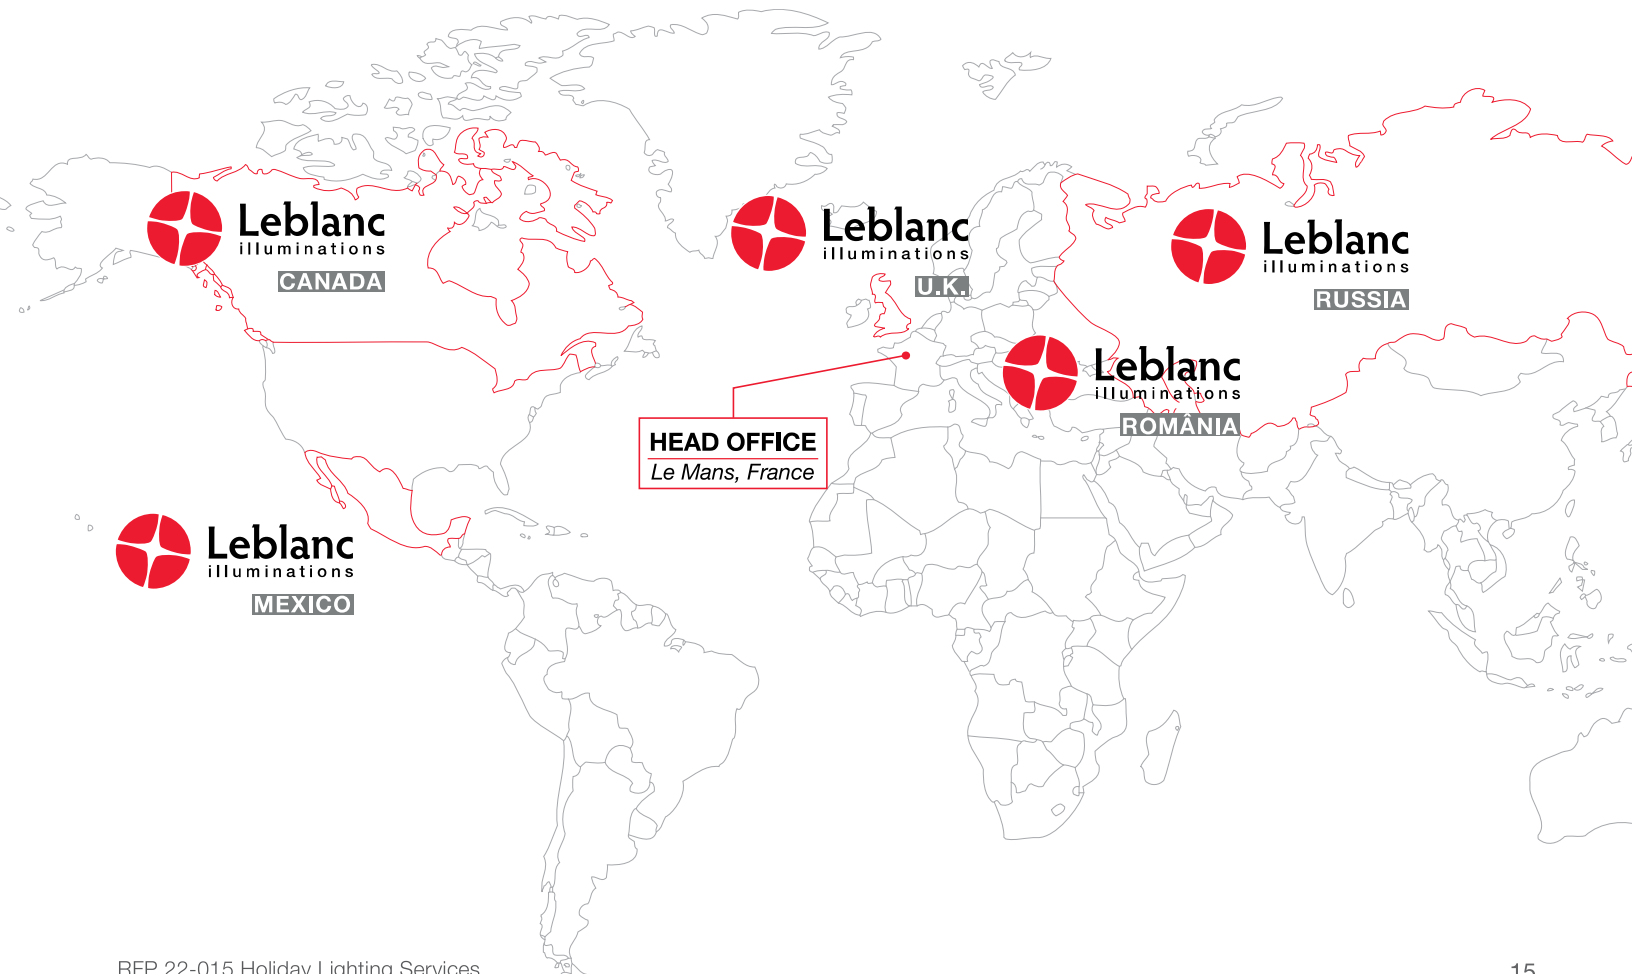 Leblanc
illuminations
CANADA
Leblanc
illuminations
U.K.
Leblanc
illuminations
RUSSIA
Leblanc
illuminations
ROMÂNIA
HEAD OFFICE
Le Mans, France
Leblanc
illuminations
MEXICO
RFP 22-015 Holiday Lighting Services
15